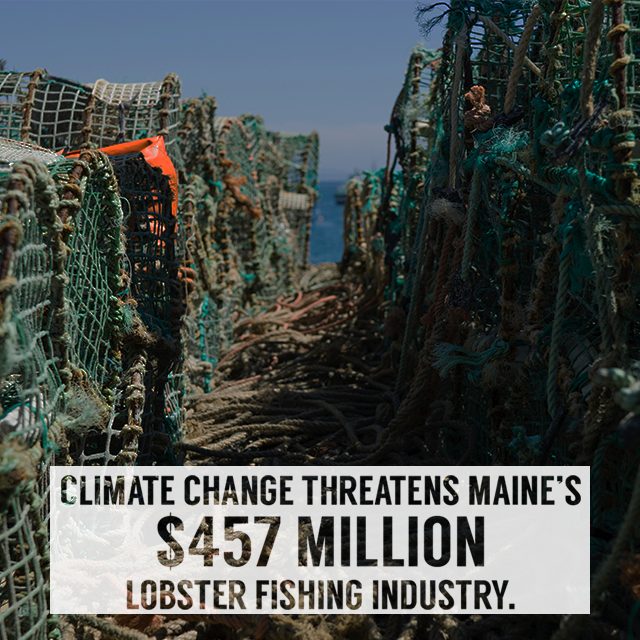 CLIMATE CHANGE THREATENS MAINE'S
$457 MILLION
LOBSTER FISHING INDUSTRY.